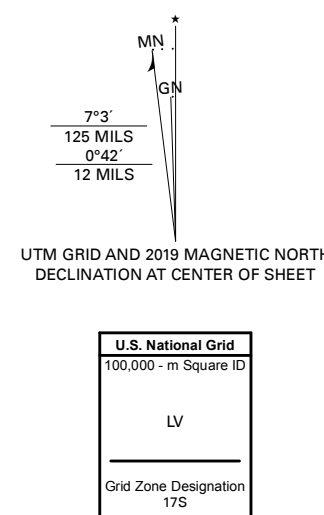 MN
GN
7°3´
125 MILS
0°42´
12 MILS
UTM GRID AND 2019 MAGNETIC NORTH
DECLINATION AT CENTER OF SHEET
U.S. National Grid
100,000 - m Square ID
LV
Grid Zone Designation
17S